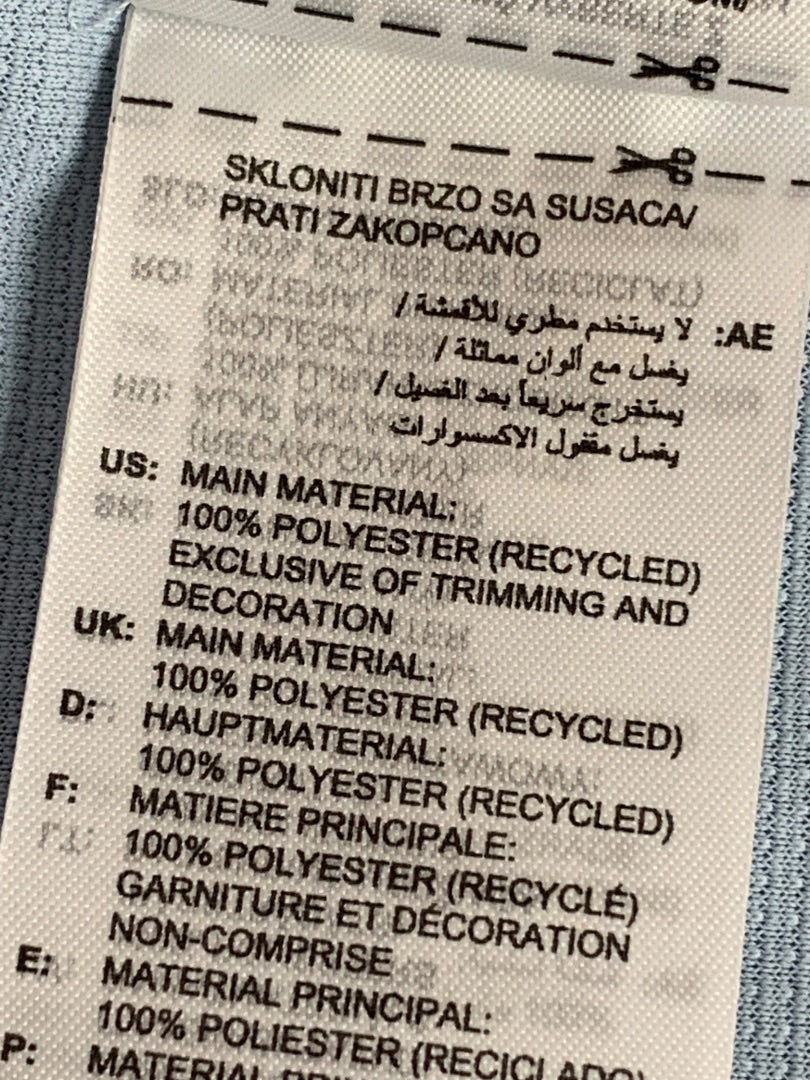 SKLONITI BRZO SA SUSACA/
PRATI ZAKOPCANO
AE: لا يستخدم مطري للأقمشة /
يغسل مع ألوان مماثلة /
يستخرج سريعاً بعد الغسيل /
يغسل مقفول الاكسسوارات
US: MAIN MATERIAL:
100% POLYESTER (RECYCLED)
EXCLUSIVE OF TRIMMING AND
DECORATION
UK: MAIN MATERIAL:
100% POLYESTER (RECYCLED)
D: HAUPTMATERIAL:
100% POLYESTER (RECYCLED)
F: MATIERE PRINCIPALE:
100% POLYESTER (RECYCLÉ)
GARNITURE ET DÉCORATION
NON-COMPRISE
E: MATERIAL PRINCIPAL:
100% POLIESTER (RECICLADO)
P: MATERIAL